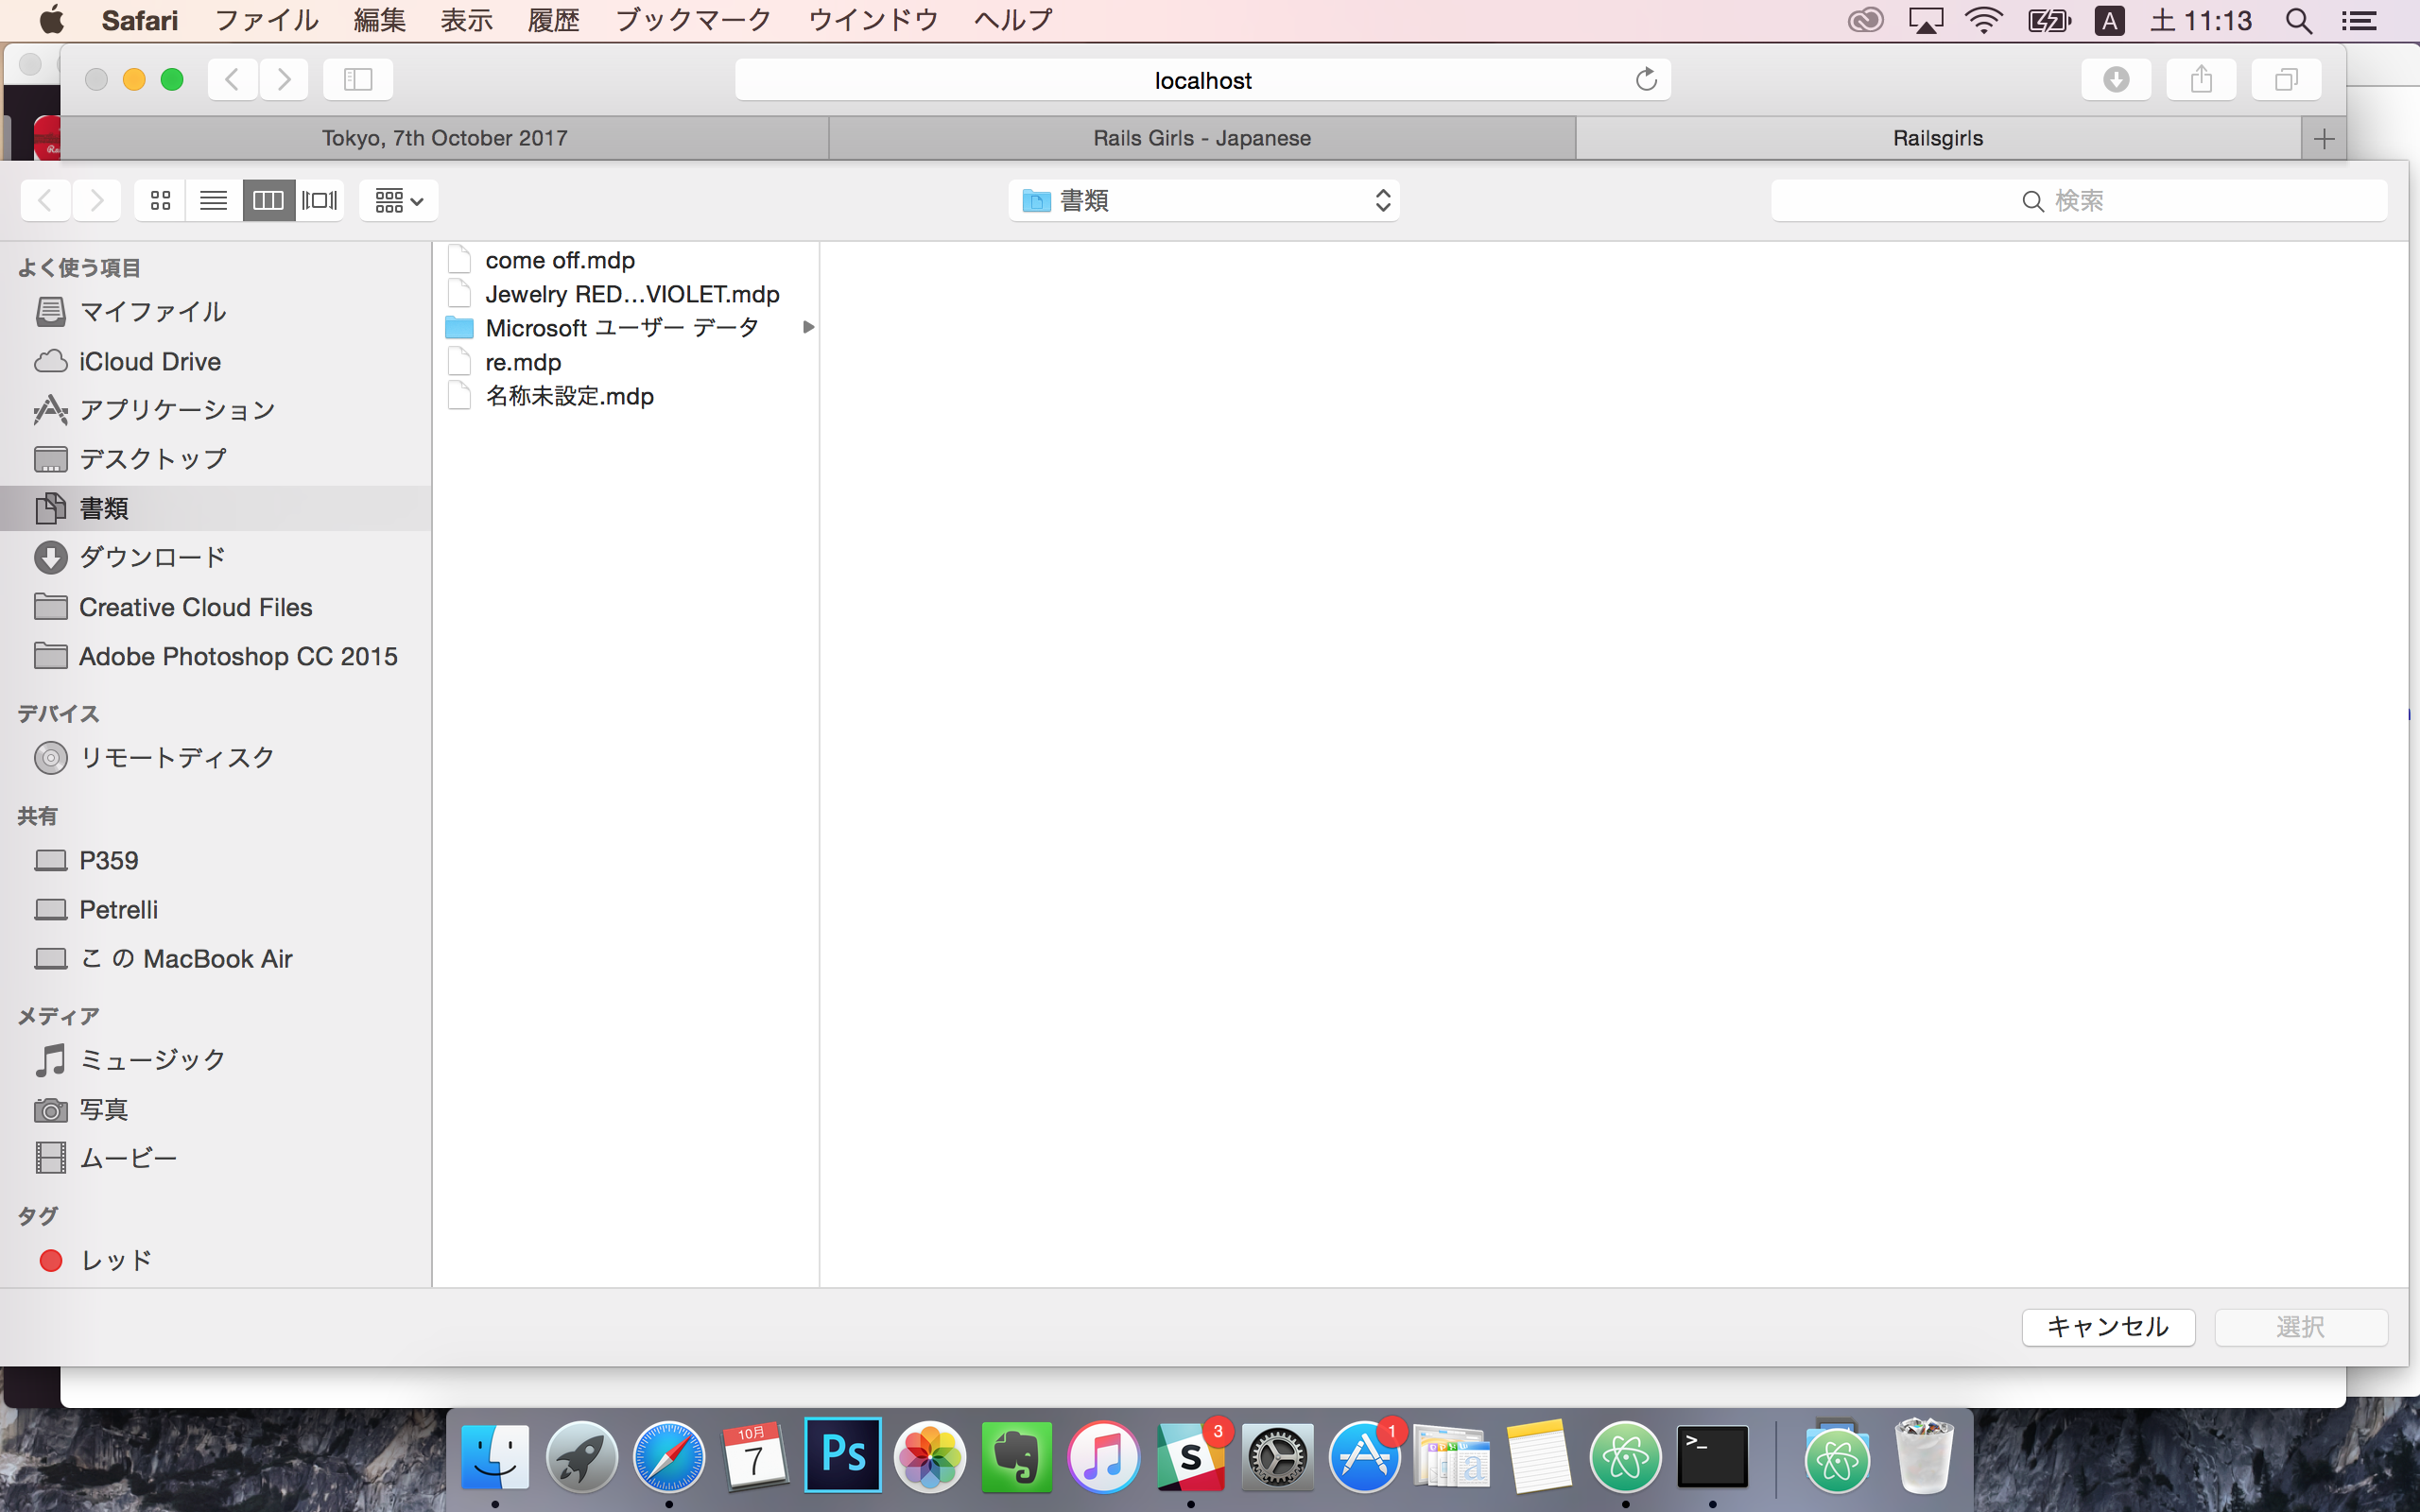 Safari ファイル 編集 表示 履歴 ブックマーク ウインドウ ヘルプ A 土 11:13
localhost
Tokyo, 7th October 2017 Rails Girls - Japanese Railsgirls
書類 検索
よく使う項目
マイファイル
iCloud Drive
アプリケーション
デスクトップ
書類
ダウンロード
Creative Cloud Files
Adobe Photoshop CC 2015
デバイス
リモートディスク
共有
P359
Petrelli
こ の MacBook Air
メディア
ミュージック
写真
ムービー
タグ
レッド
come off.mdp
Jewelry RED...VIOLET.mdp
Microsoft ユーザー データ
re.mdp
名称未設定.mdp
キャンセル 選択
10月
7
Ps
S
3
1
>_